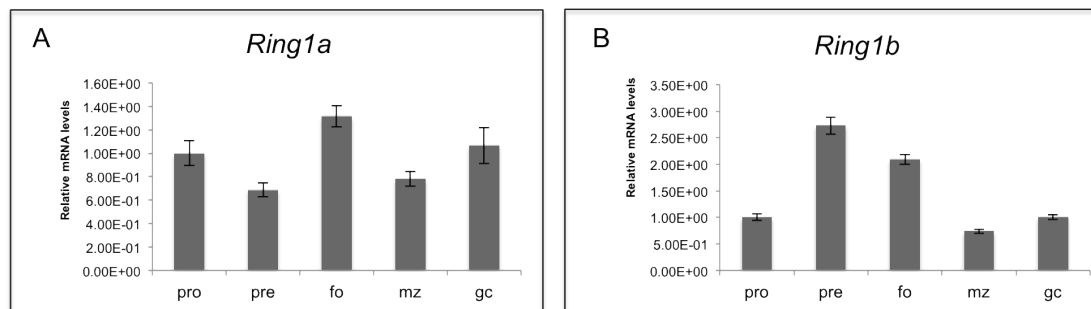 A
Ring1a
Relative mRNA levels
1.60E+00
1.40E+00
1.20E+00
1.00E+00
8.00E-01
6.00E-01
4.00E-01
2.00E-01
0.00E+00
pro pre fo mz gc
B
Ring1b
Relative mRNA levels
3.50E+00
3.00E+00
2.50E+00
2.00E+00
1.50E+00
1.00E+00
5.00E-01
0.00E+00
pro pre fo mz gc